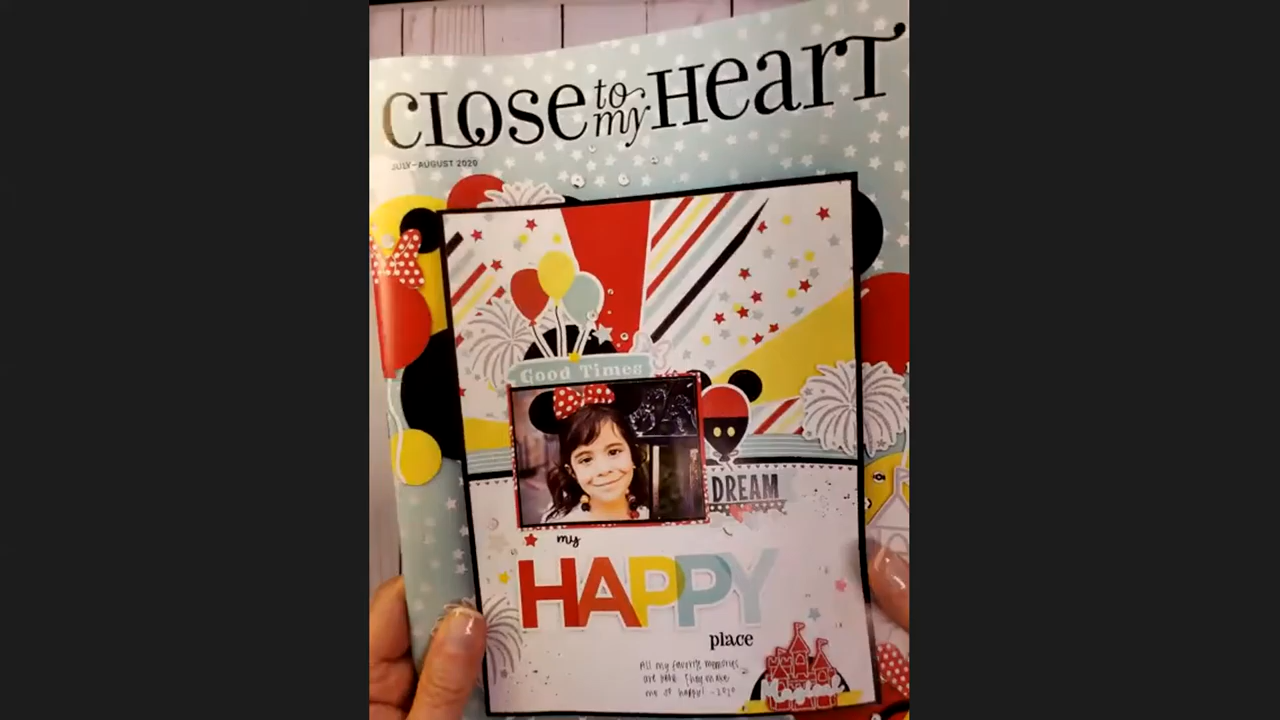 CLOSE to my HEART
JULY–AUGUST 2020
Good Times
DREAM
my
HAPPY
place
All my favorite memories
are here. They make
me so happy! -2020
Magical